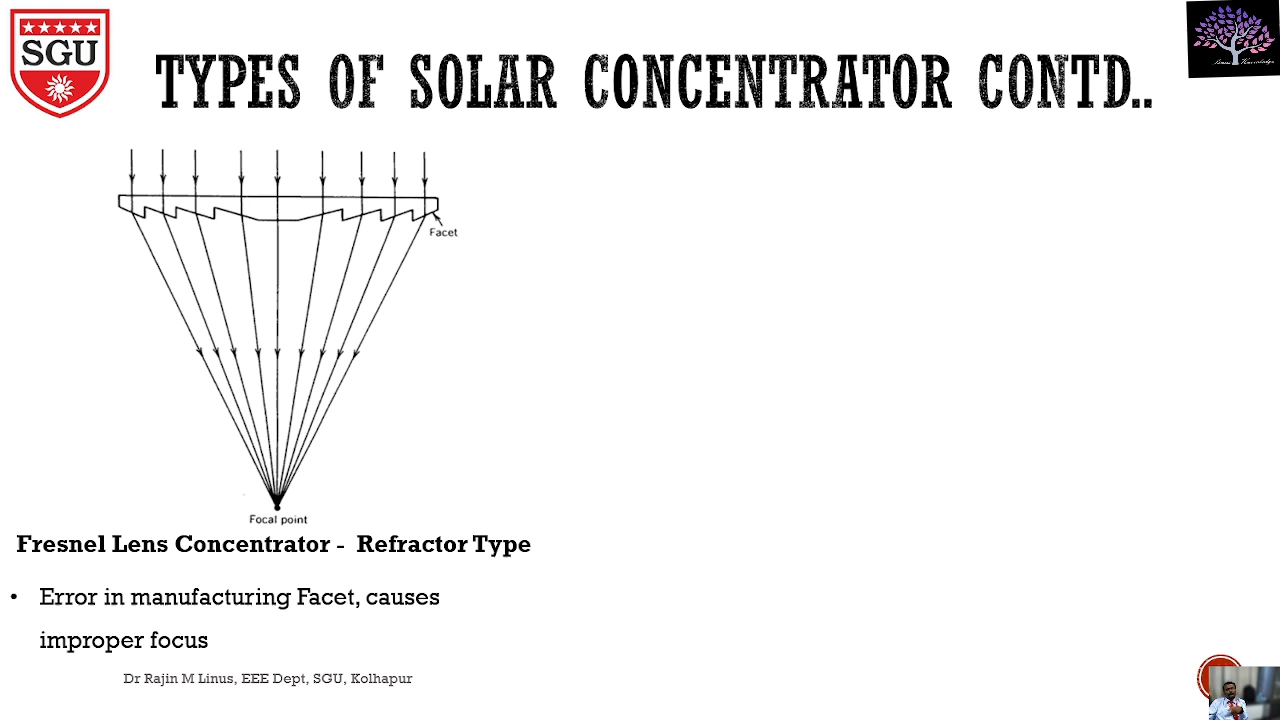 SGU
TYPES OF SOLAR CONCENTRATOR CONTD..
Facet
Focal point
Fresnel Lens Concentrator - Refractor Type
• Error in manufacturing Facet, causes
improper focus
Dr Rajin M Linus, EEE Dept, SGU, Kolhapur